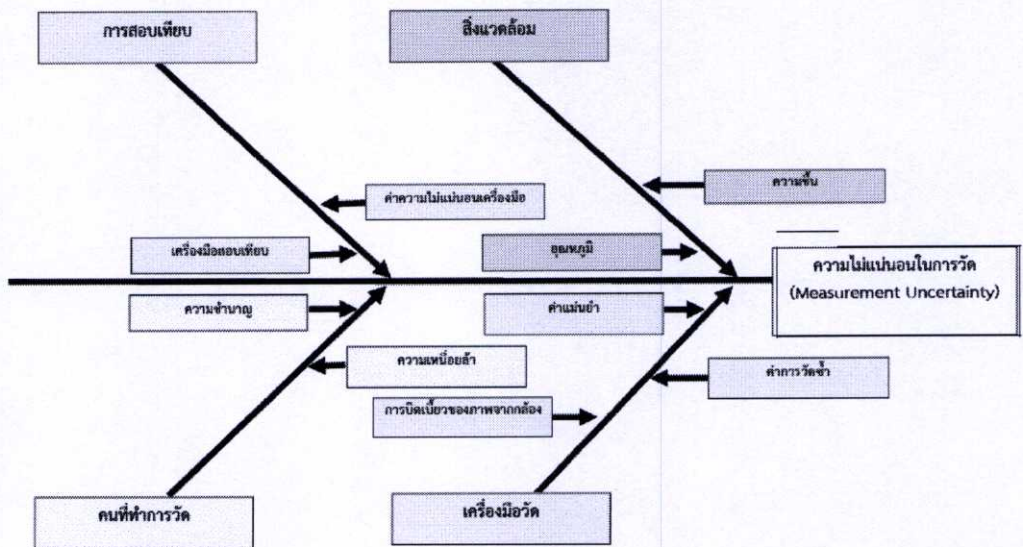 การสอบเทียบ
สิ่งแวดล้อม
ค่าความไม่แน่นอนเครื่องมือ
ความชื้น
เครื่องมือสอบเทียบ
อุณหภูมิ
ความไม่แน่นอนในการวัด
(Measurement Uncertainty)
ความชำนาญ
ค่าแม่นยำ
ความเหนื่อยล้า
ค่าการวัดซ้ำ
การบิดเบี้ยวของภาพจากกล้อง
คนที่ทำการวัด
เครื่องมือวัด